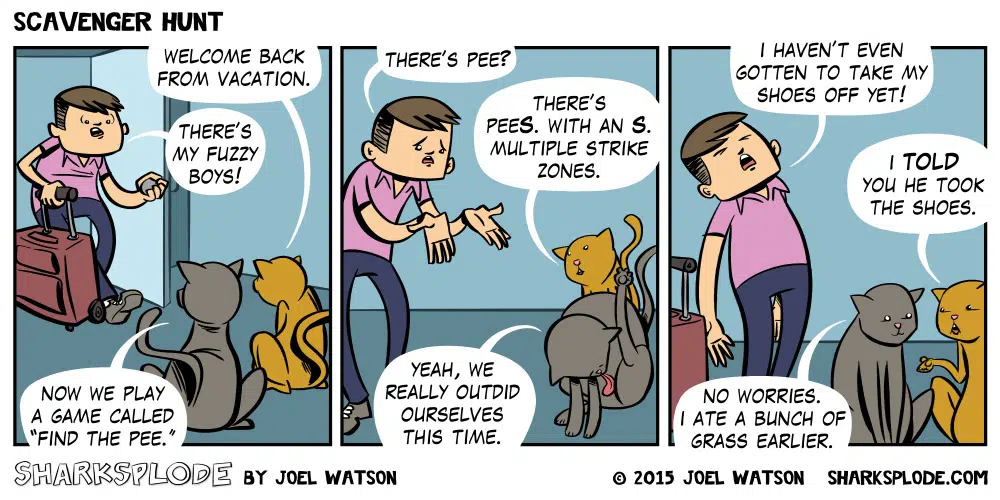 SCAVENGER HUNT
WELCOME BACK
FROM VACATION.
THERE'S
MY FUZZY
BOYS!
NOW WE PLAY
A GAME CALLED
"FIND THE PEE."
THERE'S PEE?
THERE'S
PEES. WITH AN S.
MULTIPLE STRIKE
ZONES.
YEAH, WE
REALLY OUTDID
OURSELVES
THIS TIME.
I HAVEN'T EVEN
GOTTEN TO TAKE MY
SHOES OFF YET!
I TOLD
YOU HE TOOK
THE SHOES.
NO WORRIES.
I ATE A BUNCH OF
GRASS EARLIER.
SHARKSPLODE BY JOEL WATSON © 2015 JOEL WATSON SHARKSPLODE.COM